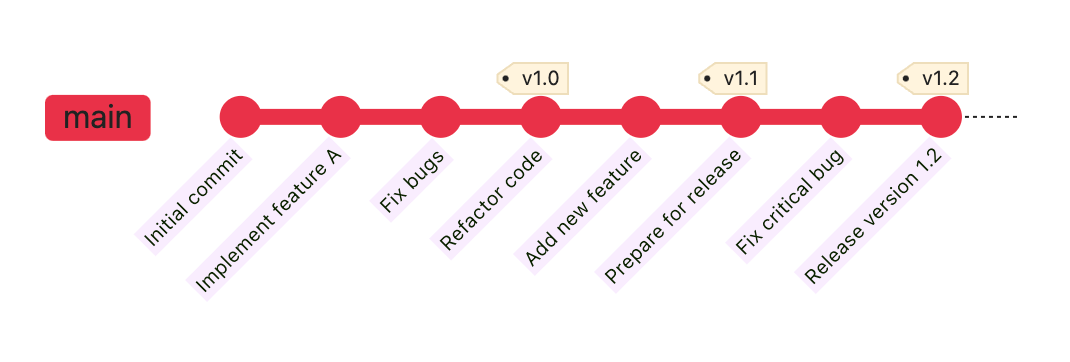 v1.0
v1.1
v1.2
main
Initial commit
Implement feature A
Fix bugs
Refactor code
Add new feature
Prepare for release
Fix critical bug
Release version 1.2